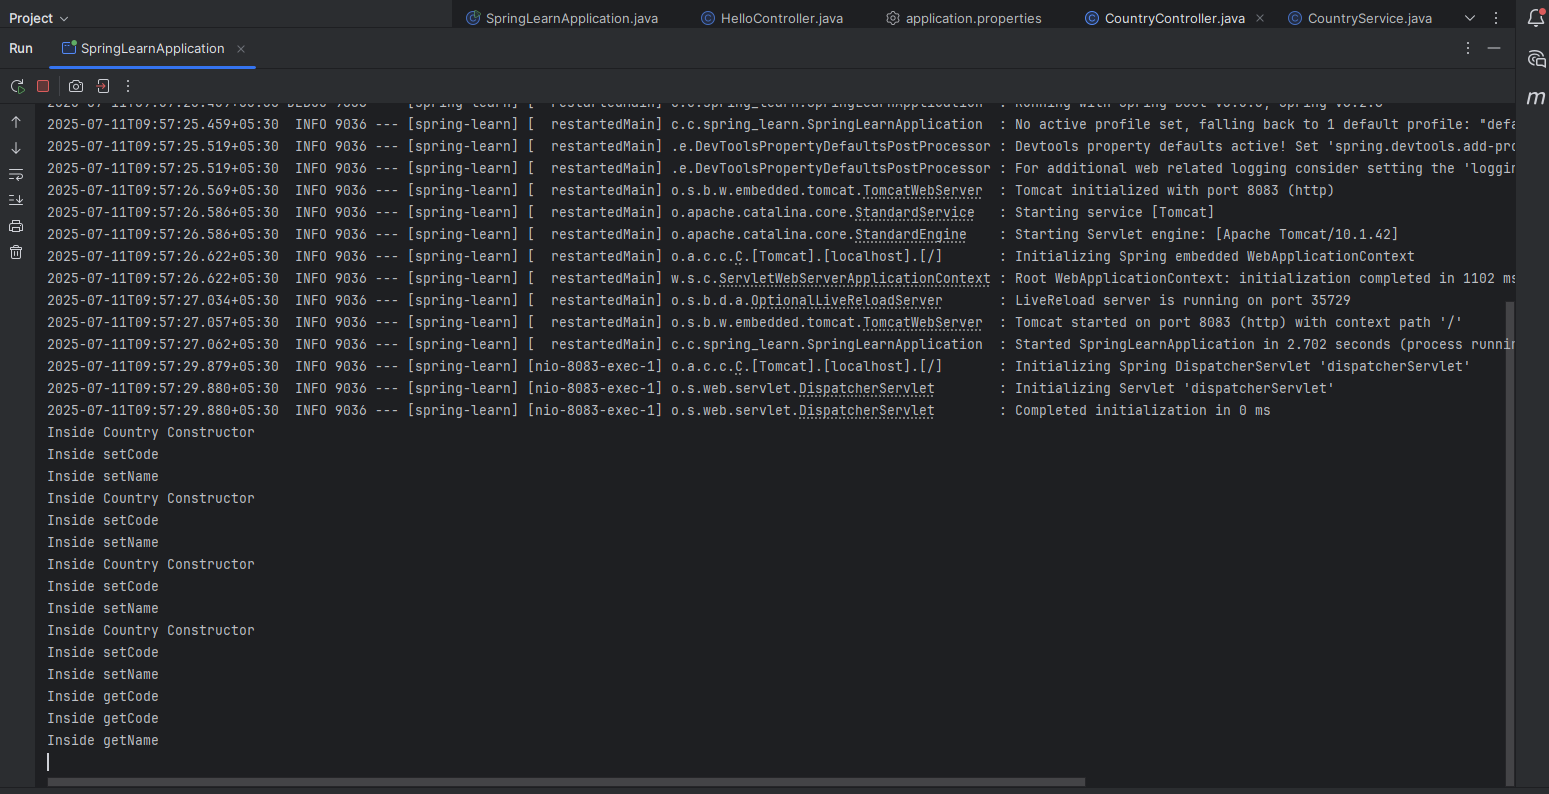 Project
SpringLearnApplication.java
HelloController.java
application.properties
CountryController.java
CountryService.java
Run
SpringLearnApplication
2025-07-11T09:57:25.459+05:30  INFO 9036 --- [spring-learn] [  restartedMain] c.c.spring_learn.SpringLearnApplication  : No active profile set, falling back to 1 default profile: "defa
2025-07-11T09:57:25.519+05:30  INFO 9036 --- [spring-learn] [  restartedMain] .e.DevToolsPropertyDefaultsPostProcessor : Devtools property defaults active! Set 'spring.devtools.add-pro
2025-07-11T09:57:25.519+05:30  INFO 9036 --- [spring-learn] [  restartedMain] .e.DevToolsPropertyDefaultsPostProcessor : For additional web related logging consider setting the 'loggin
2025-07-11T09:57:26.569+05:30  INFO 9036 --- [spring-learn] [  restartedMain] o.s.b.w.embedded.tomcat.TomcatWebServer  : Tomcat initialized with port 8083 (http)
2025-07-11T09:57:26.586+05:30  INFO 9036 --- [spring-learn] [  restartedMain] o.apache.catalina.core.StandardService   : Starting service [Tomcat]
2025-07-11T09:57:26.586+05:30  INFO 9036 --- [spring-learn] [  restartedMain] o.apache.catalina.core.StandardEngine    : Starting Servlet engine: [Apache Tomcat/10.1.42]
2025-07-11T09:57:26.622+05:30  INFO 9036 --- [spring-learn] [  restartedMain] o.a.c.c.C.[Tomcat].[localhost].[/]       : Initializing Spring embedded WebApplicationContext
2025-07-11T09:57:26.622+05:30  INFO 9036 --- [spring-learn] [  restartedMain] w.s.c.ServletWebServerApplicationContext : Root WebApplicationContext: initialization completed in 1102 ms
2025-07-11T09:57:27.034+05:30  INFO 9036 --- [spring-learn] [  restartedMain] o.s.b.d.a.OptionalLiveReloadServer       : LiveReload server is running on port 35729
2025-07-11T09:57:27.057+05:30  INFO 9036 --- [spring-learn] [  restartedMain] o.s.b.w.embedded.tomcat.TomcatWebServer  : Tomcat started on port 8083 (http) with context path '/'
2025-07-11T09:57:27.062+05:30  INFO 9036 --- [spring-learn] [  restartedMain] c.c.spring_learn.SpringLearnApplication  : Started SpringLearnApplication in 2.702 seconds (process runnin
2025-07-11T09:57:29.879+05:30  INFO 9036 --- [spring-learn] [nio-8083-exec-1] o.a.c.c.C.[Tomcat].[localhost].[/]       : Initializing Spring DispatcherServlet 'dispatcherServlet'
2025-07-11T09:57:29.880+05:30  INFO 9036 --- [spring-learn] [nio-8083-exec-1] o.s.web.servlet.DispatcherServlet        : Initializing Servlet 'dispatcherServlet'
2025-07-11T09:57:29.880+05:30  INFO 9036 --- [spring-learn] [nio-8083-exec-1] o.s.web.servlet.DispatcherServlet        : Completed initialization in 0 ms
Inside Country Constructor
Inside setCode
Inside setName
Inside Country Constructor
Inside setCode
Inside setName
Inside Country Constructor
Inside setCode
Inside setName
Inside Country Constructor
Inside setCode
Inside setName
Inside getCode
Inside getCode
Inside getName